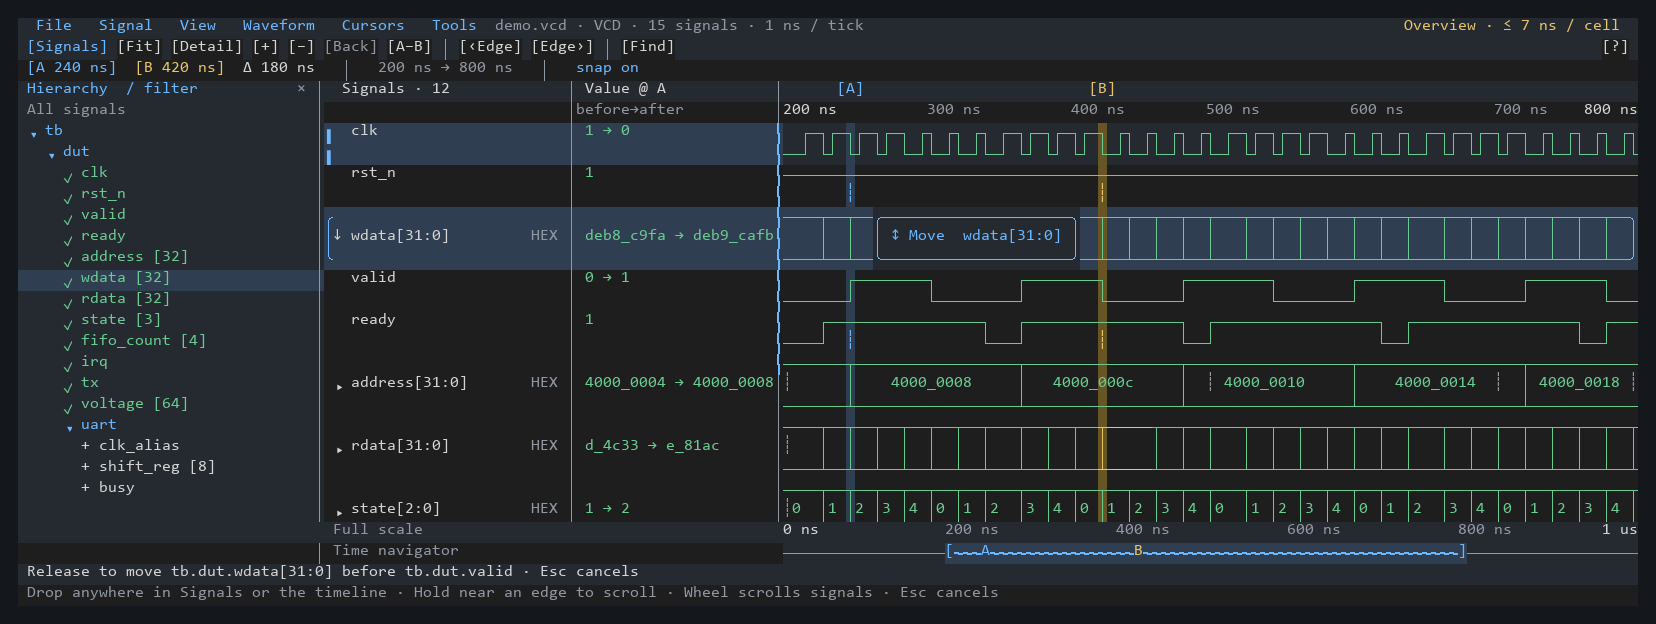 File Signal View Waveform Cursors Tools demo.vcd · VCD · 15 signals · 1 ns / tick Overview · ≤ 7 ns / cell
[Signals] [Fit] [Detail] [+] [−] [Back] [A−B] │ [‹Edge] [Edge›] │ [Find] [?]
[A 240 ns] [B 420 ns] Δ 180 ns │ 200 ns → 800 ns │ snap on
Hierarchy / filter × Signals · 12 Value @ A [A] [B]
All signals before→after 200 ns 300 ns 400 ns 500 ns 600 ns 700 ns 800 ns
▾ tb clk 1 → 0
▾ dut
✓ clk rst_n 1
✓ rst_n
✓ valid
✓ ready ↓ wdata[31:0] HEX deb8_c9fa → deb9_cafb ↕ Move wdata[31:0]
✓ address [32]
✓ wdata [32] valid 0 → 1
✓ rdata [32]
✓ state [3] ready 1
✓ fifo_count [4]
✓ irq
✓ tx ▸ address[31:0] HEX 4000_0004 → 4000_0008 4000_0008 4000_000c 4000_0010 4000_0014 4000_0018
✓ voltage [64]
▾ uart
+ clk_alias ▸ rdata[31:0] HEX d_4c33 → e_81ac
+ shift_reg [8]
+ busy
▸ state[2:0] HEX 1 → 2 0 1 2 3 4 0 1 2 3 4 0 1 2 3 4 0 1 2 3 4 0 1 2 3 4 0 1 2 3 4
Full scale 0 ns 200 ns 400 ns 600 ns 800 ns 1 us
Time navigator [ A B ]
Release to move tb.dut.wdata[31:0] before tb.dut.valid · Esc cancels
Drop anywhere in Signals or the timeline · Hold near an edge to scroll · Wheel scrolls signals · Esc cancels